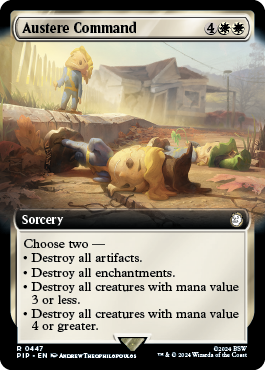 Austere Command 4
Sorcery
Choose two —
• Destroy all artifacts.
• Destroy all enchantments.
• Destroy all creatures with mana value
3 or less.
• Destroy all creatures with mana value
4 or greater.
R 0447
PIP • EN ANDREW THEOPHILOPOULOS
©2024 BSW
™ & © 2024 Wizards of the Coast